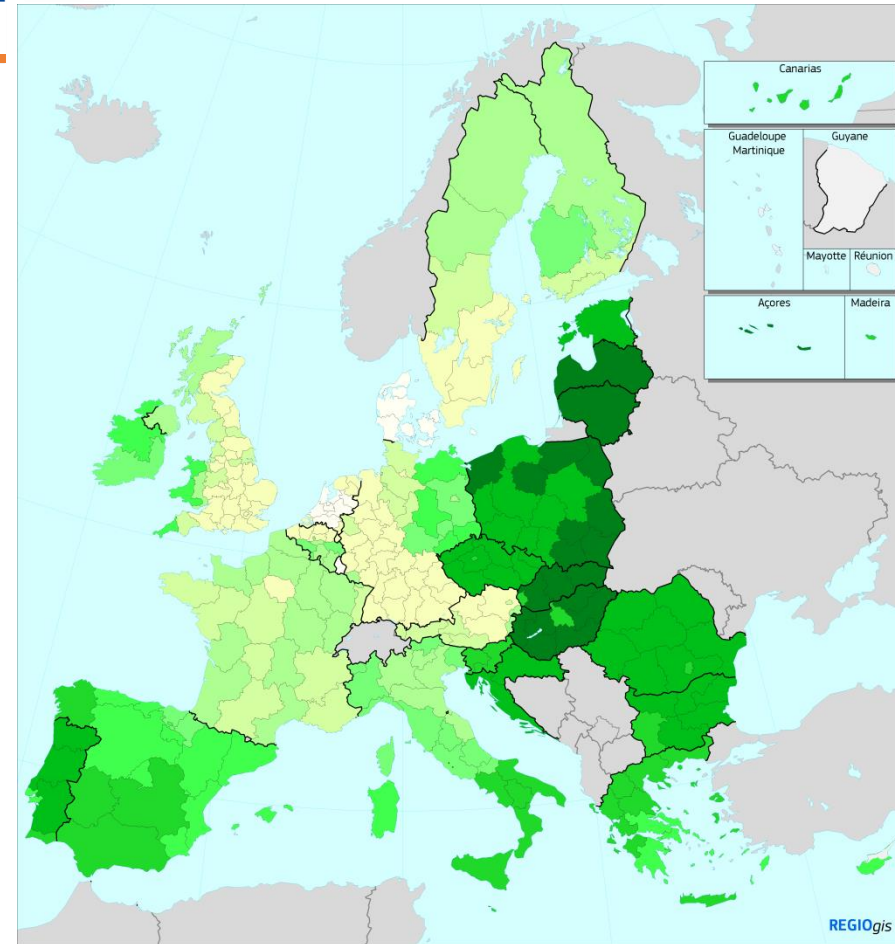 Canarias
Guadeloupe
Martinique
Guyane
Mayotte
Réunion
Açores
Madeira
REGIOgis